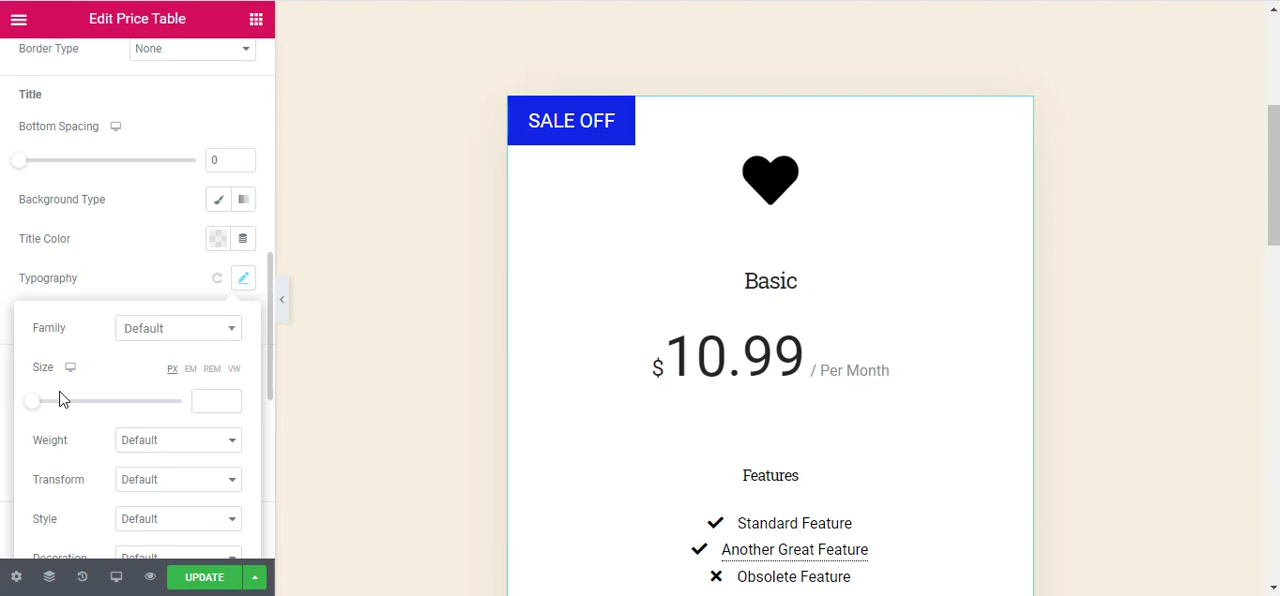 Edit Price Table
Border Type
None
Title
Bottom Spacing
0
Background Type
Title Color
Typography
Family
Default
Size
PX EM REM VW
Weight
Default
Transform
Default
Style
Default
Decoration
Default
UPDATE
SALE OFF
Basic
$10.99 / Per Month
Features
Standard Feature
Another Great Feature
Obsolete Feature